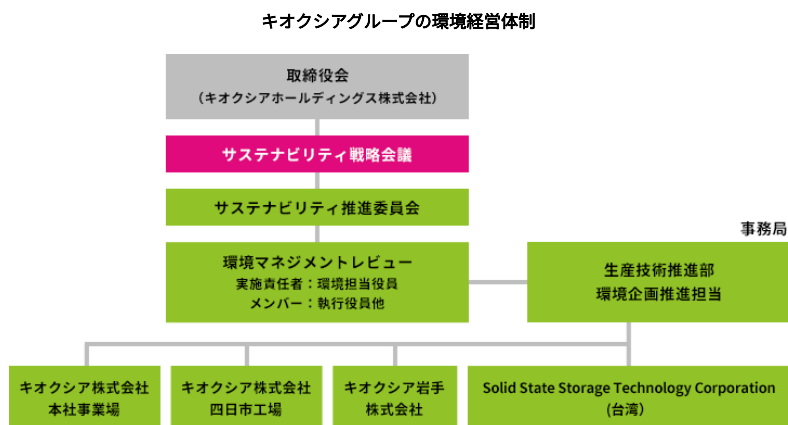 キオクシアグループの環境経営体制
取締役会
（キオクシアホールディングス株式会社）
サステナビリティ戦略会議
サステナビリティ推進委員会
事務局
環境マネジメントレビュー
実施責任者：環境担当役員
メンバー：執行役員他
生産技術推進部
環境企画推進担当
キオクシア株式会社
本社事業場
キオクシア株式会社
四日市工場
キオクシア岩手
株式会社
Solid State Storage Technology Corporation
(台湾）